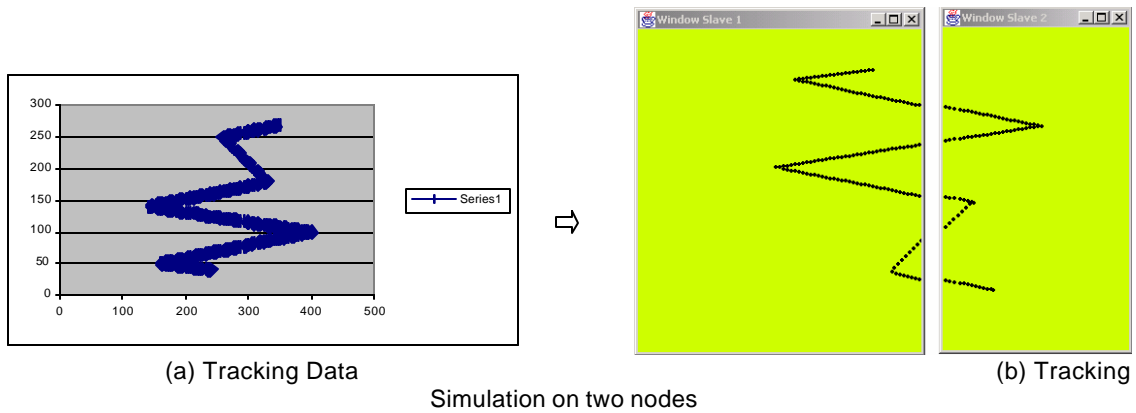 Window Slave 1
Window Slave 2
300
250
200
150
100
50
0
0 100 200 300 400 500
Series1
(a) Tracking Data
(b) Tracking
Simulation on two nodes